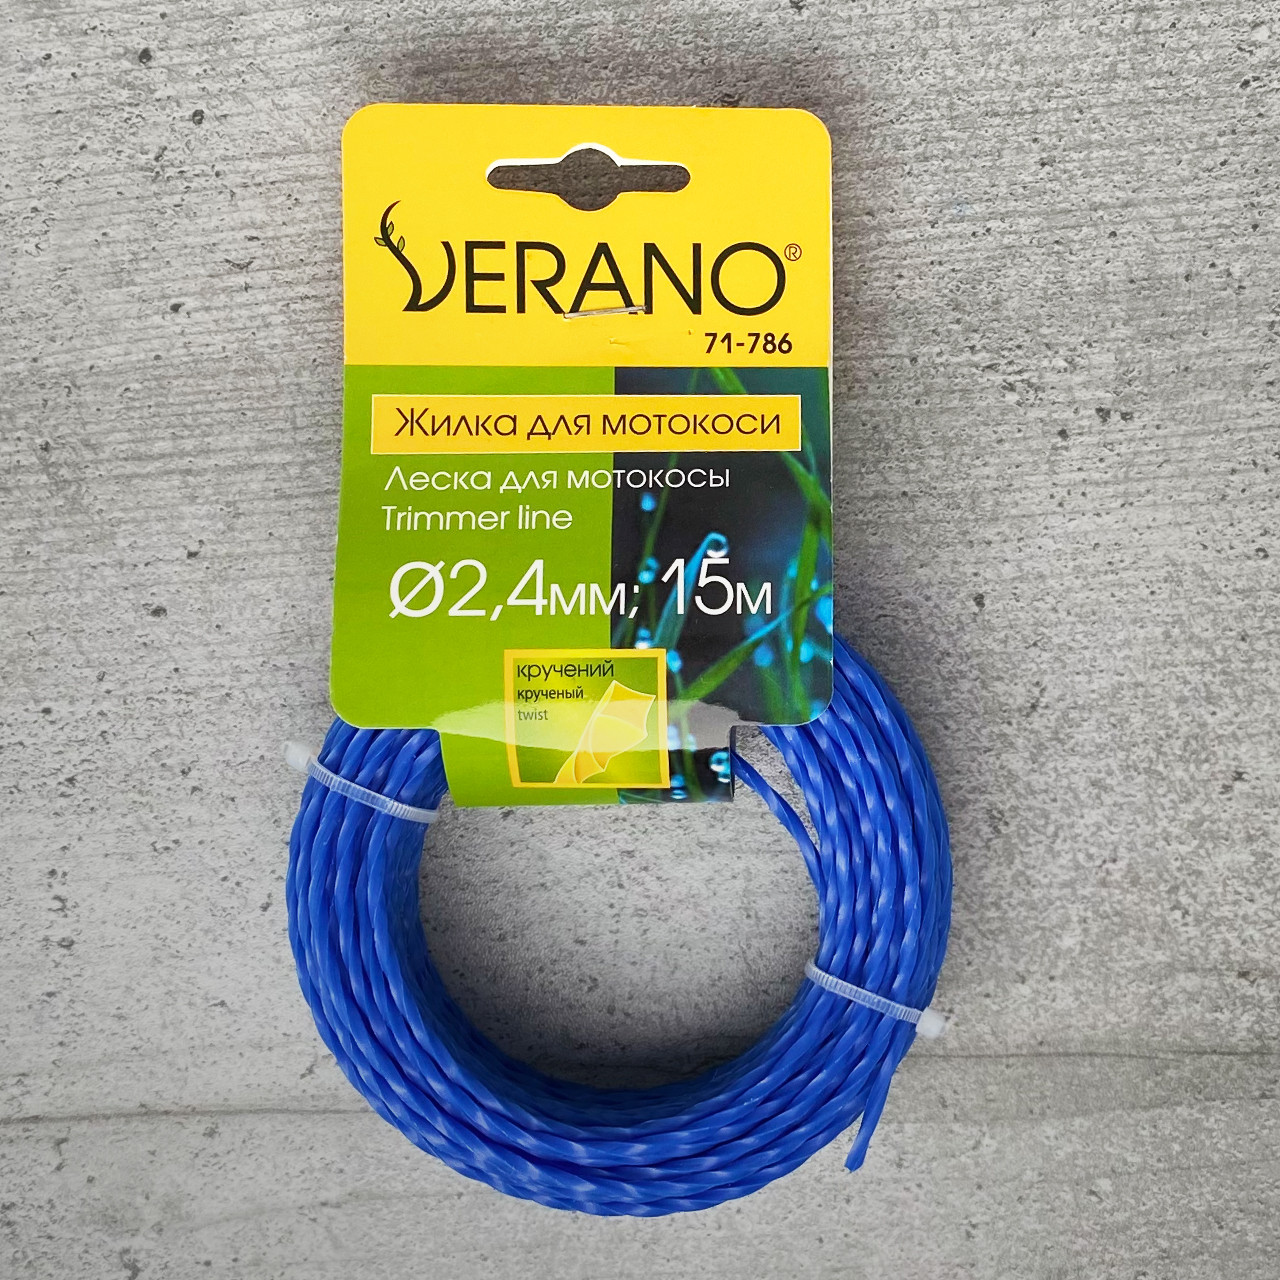 VERANO®
71-786
Жилка для мотокоси
Леска для мотокосы
Trimmer line
Ø2,4мм; 15м
кручений
крученый
twist